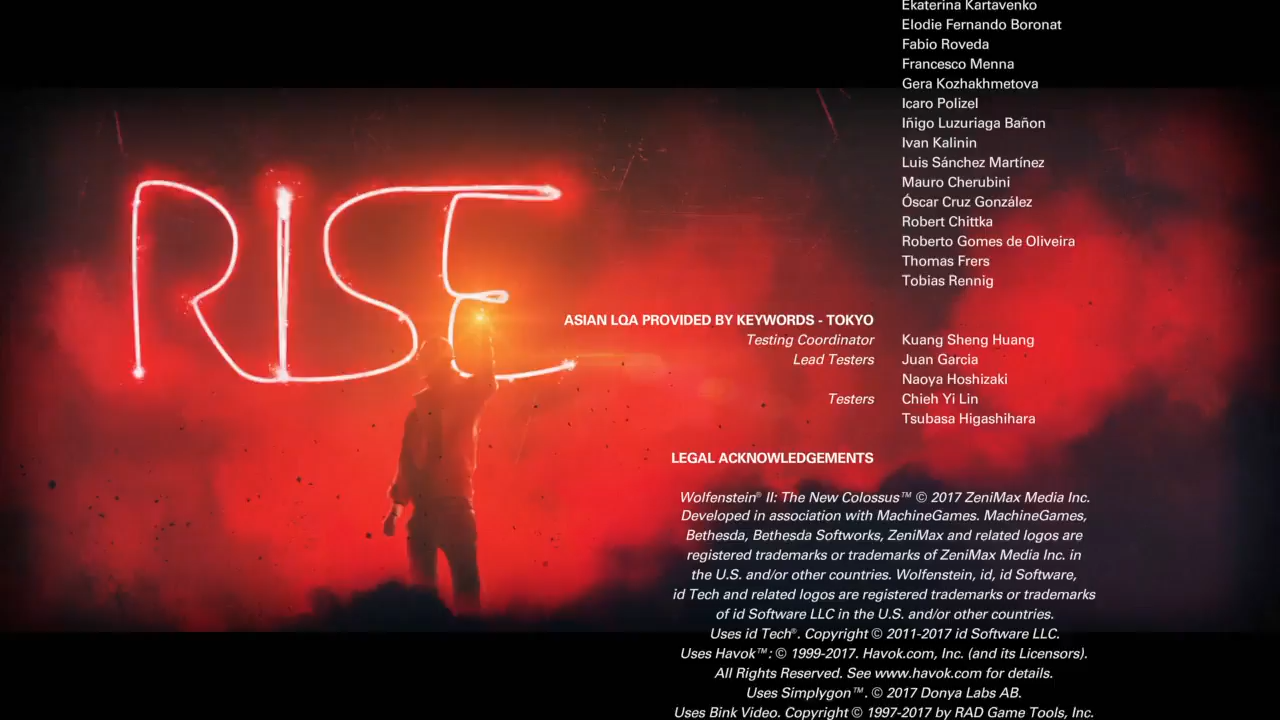 RISE
Ekaterina Kartavenko
Elodie Fernando Boronat
Fabio Roveda
Francesco Menna
Gera Kozhakhmetova
Icaro Polizel
Iñigo Luzuriaga Bañon
Ivan Kalinin
Luis Sánchez Martínez
Mauro Cherubini
Óscar Cruz González
Robert Chittka
Roberto Gomes de Oliveira
Thomas Frers
Tobias Rennig
ASIAN LQA PROVIDED BY KEYWORDS - TOKYO
Testing Coordinator Kuang Sheng Huang
Lead Testers Juan Garcia
Naoya Hoshizaki
Testers Chieh Yi Lin
Tsubasa Higashihara
LEGAL ACKNOWLEDGEMENTS
Wolfenstein® II: The New Colossus™ © 2017 ZeniMax Media Inc.
Developed in association with MachineGames. MachineGames,
Bethesda, Bethesda Softworks, ZeniMax and related logos are
registered trademarks or trademarks of ZeniMax Media Inc. in
the U.S. and/or other countries. Wolfenstein, id, id Software,
id Tech and related logos are registered trademarks or trademarks
of id Software LLC in the U.S. and/or other countries.
Uses id Tech®. Copyright © 2011-2017 id Software LLC.
Uses Havok™: © 1999-2017. Havok.com, Inc. (and its Licensors).
All Rights Reserved. See www.havok.com for details.
Uses Simplygon™. © 2017 Donya Labs AB.
Uses Bink Video. Copyright © 1997-2017 by RAD Game Tools, Inc.